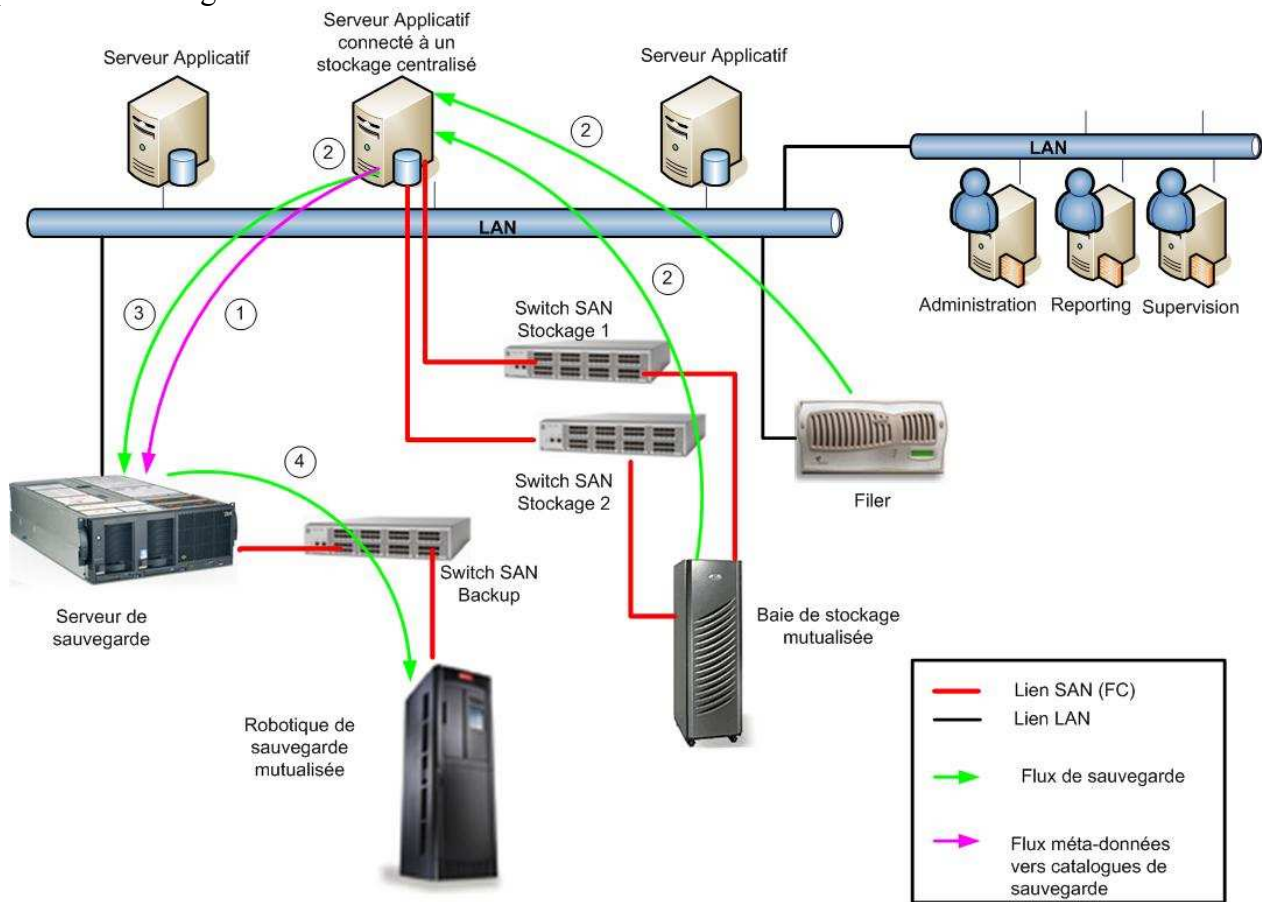 Serveur Applicatif
connecté à un
stockage centralisé
Serveur Applicatif
Serveur Applicatif
2
2
LAN
LAN
2
3
1
Switch SAN
Stockage 1
Administration
Reporting
Supervision
4
Switch SAN
Stockage 2
Filer
Switch SAN
Backup
Serveur de
sauvegarde
Baie de stockage
mutualisée
Robotique de
sauvegarde
mutualisée
Lien SAN (FC)
Lien LAN
Flux de sauvegarde
Flux méta-données
vers catalogues de
sauvegarde